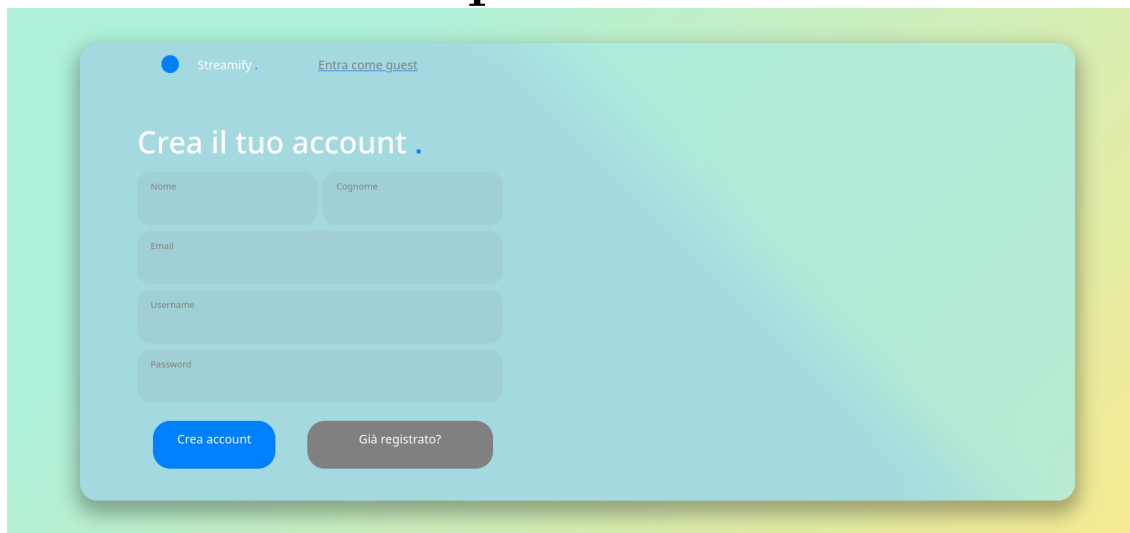 Streamify .
Entra come guest
Crea il tuo account .
Nome
Cognome
Email
Username
Password
Crea account
Già registrato?